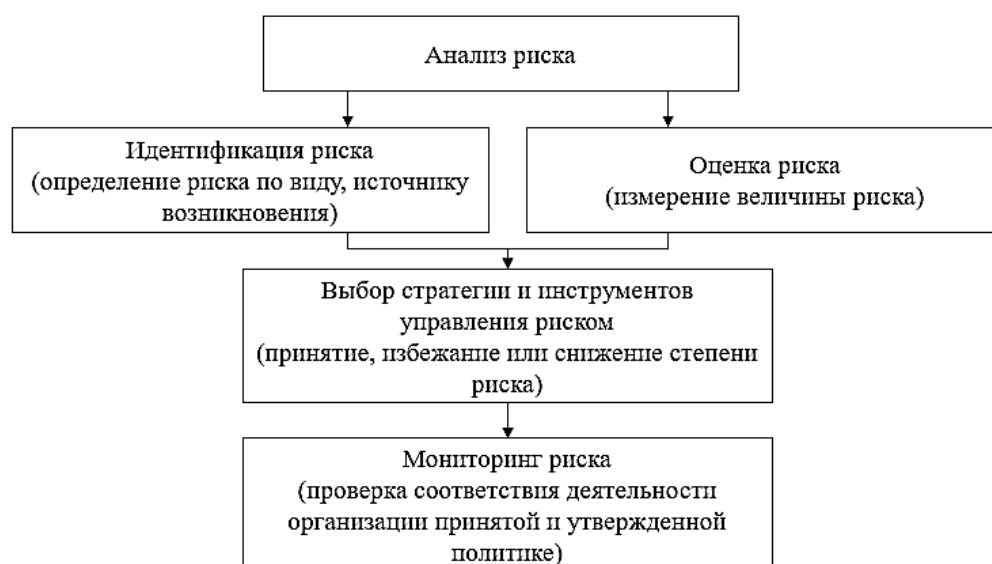 Анализ риска
Идентификация риска
(определение риска по виду, источнику
возникновения)
Оценка риска
(измерение величины риска)
Выбор стратегии и инструментов
управления риском
(принятие, избежание или снижение степени
риска)
Мониторинг риска
(проверка соответствия деятельности
организации принятой и утвержденной
политике)